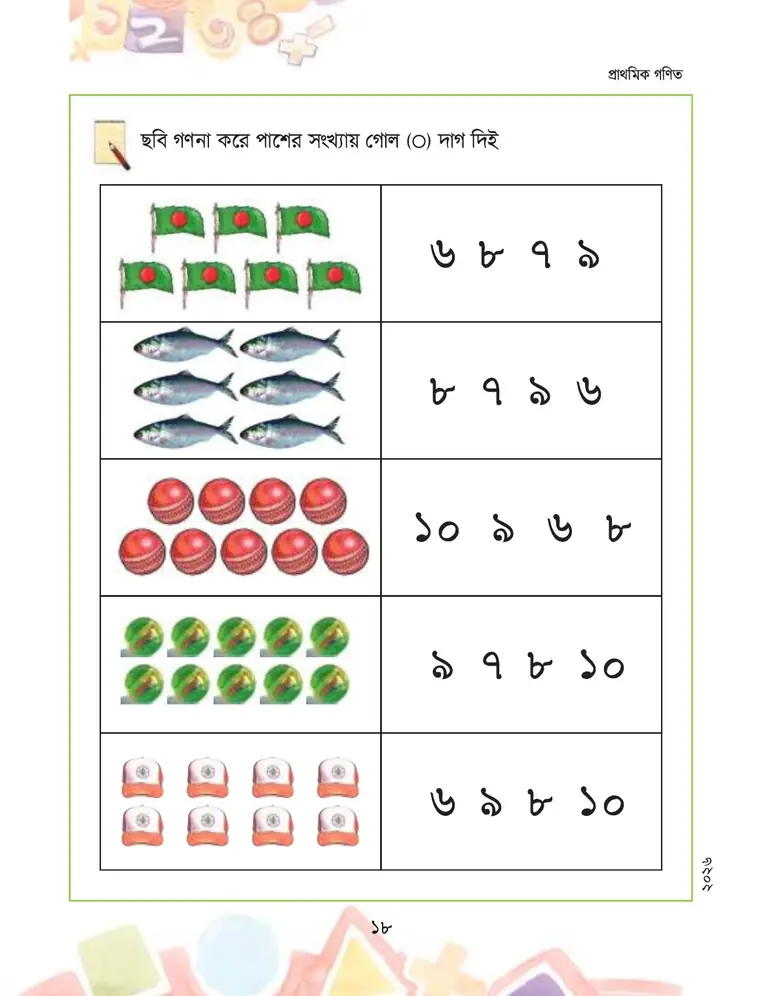 প্রাথমিক গণিত
ছবি গণনা করে পাশের সংখ্যায় গোল (○) দাগ দিই
৬ ৮ ৭ ৯
৮ ৭ ৯ ৬
১০ ৯ ৬ ৮
৯ ৭ ৮ ১০
৬ ৯ ৮ ১০
২০২৬
১৮